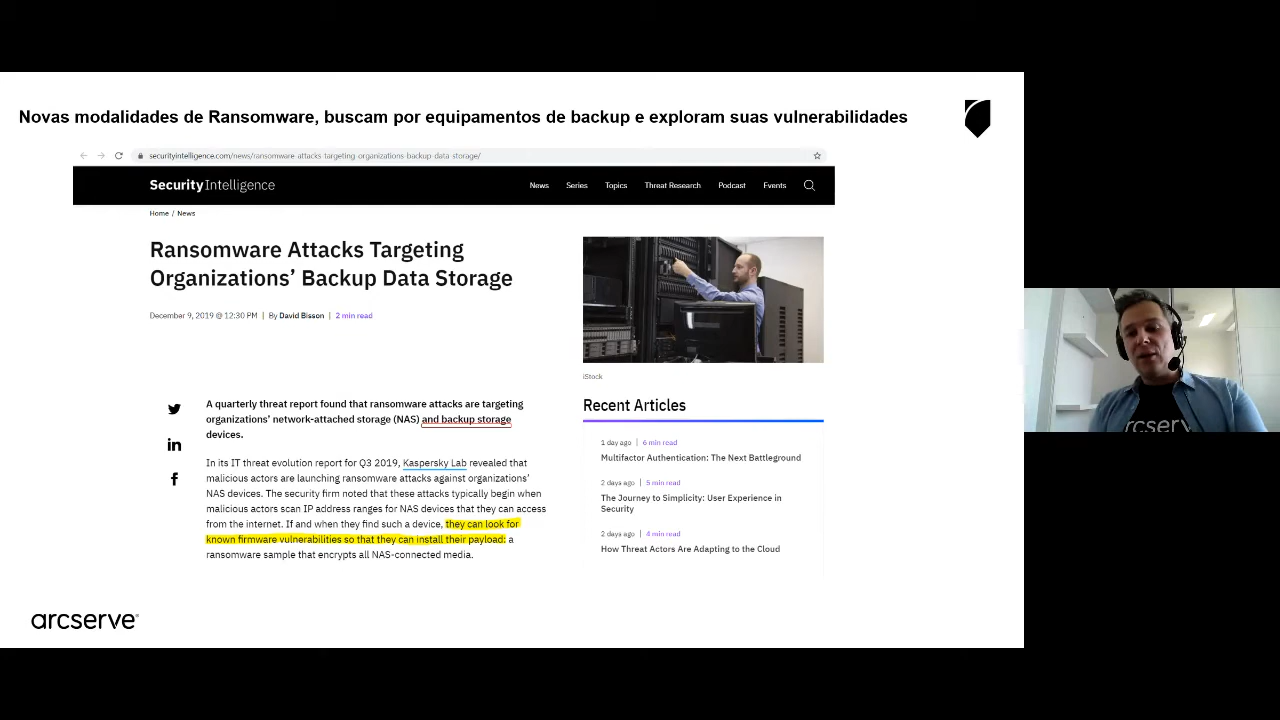 Novas modalidades de Ransomware, buscam por equipamentos de backup e exploram suas vulnerabilidades
securityintelligence.com/news/ransomware-attacks-targeting-organizations-backup-data-storage/
SecurityIntelligence
News Series Topics Threat Research Podcast Events
Home / News
Ransomware Attacks Targeting
Organizations’ Backup Data Storage
December 9, 2019 @ 12:30 PM | By David Bisson | 2 min read
iStock
A quarterly threat report found that ransomware attacks are targeting
organizations’ network-attached storage (NAS) and backup storage
devices.
In its IT threat evolution report for Q3 2019, Kaspersky Lab revealed that
malicious actors are launching ransomware attacks against organizations’
NAS devices. The security firm noted that these attacks typically begin when
malicious actors scan IP address ranges for NAS devices that they can access
from the internet. If and when they find such a device, they can look for
known firmware vulnerabilities so that they can install their payload: a
ransomware sample that encrypts all NAS-connected media.
Recent Articles
1 day ago | 6 min read
Multifactor Authentication: The Next Battleground
2 days ago | 5 min read
The Journey to Simplicity: User Experience in
Security
2 days ago | 4 min read
How Threat Actors Are Adapting to the Cloud
arcserve®
arcserve